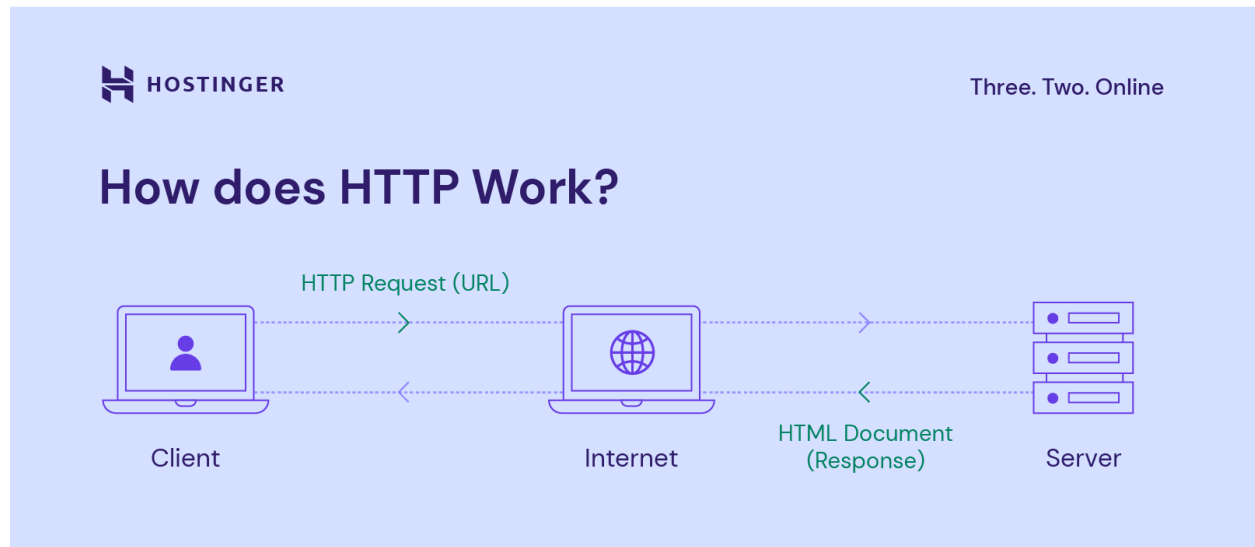 HOSTINGER
Three. Two. Online
How does HTTP Work?
HTTP Request (URL)
HTML Document
(Response)
Client
Internet
Server